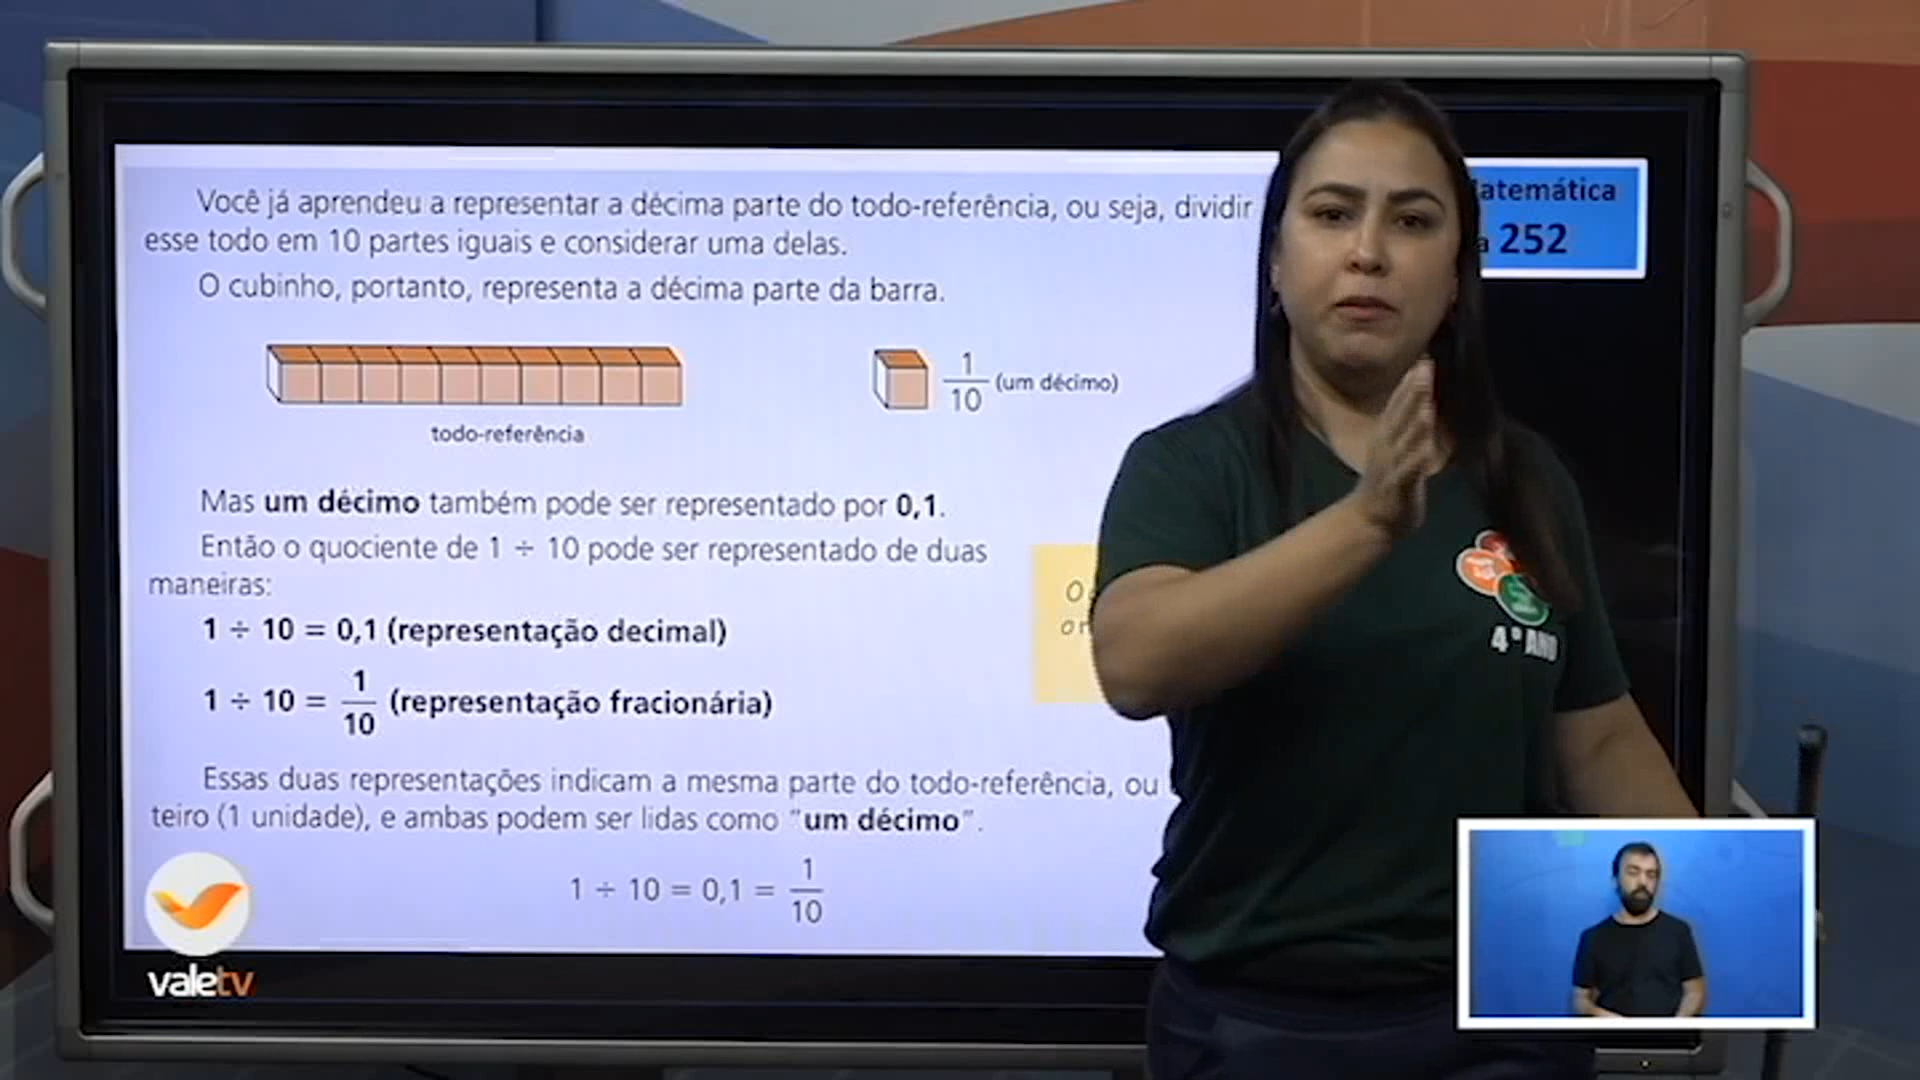 Você já aprendeu a representar a décima parte do todo-referência, ou seja, dividir
esse todo em 10 partes iguais e considerar uma delas.
O cubinho, portanto, representa a décima parte da barra.
1/10 (um décimo)
todo-referência
Mas um décimo também pode ser representado por 0,1.
Então o quociente de 1 ÷ 10 pode ser representado de duas
maneiras:
1 ÷ 10 = 0,1 (representação decimal)
1 ÷ 10 = 1/10 (representação fracionária)
Essas duas representações indicam a mesma parte do todo-referência, ou
teiro (1 unidade), e ambas podem ser lidas como "um décimo".
1 ÷ 10 = 0,1 = 1/10
atemática
252
O
4º ANO
valetv